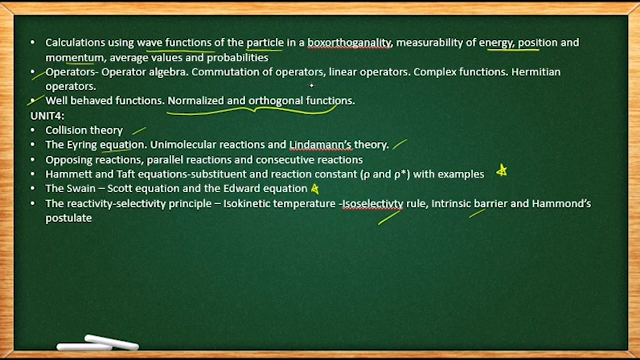 • Calculations using wave functions of the particle in a boxorthoganality, measurability of energy, position and
momentum, average values and probabilities
• Operators- Operator algebra. Commutation of operators, linear operators. Complex functions. Hermitian
operators.
• Well behaved functions. Normalized and orthogonal functions.
UNIT4:
• Collision theory
• The Eyring equation. Unimolecular reactions and Lindamann's theory.
• Opposing reactions, parallel reactions and consecutive reactions
• Hammett and Taft equations-substituent and reaction constant (ρ and ρ*) with examples
• The Swain – Scott equation and the Edward equation
• The reactivity-selectivity principle – Isokinetic temperature -Isoselectivty rule, Intrinsic barrier and Hammond's
postulate